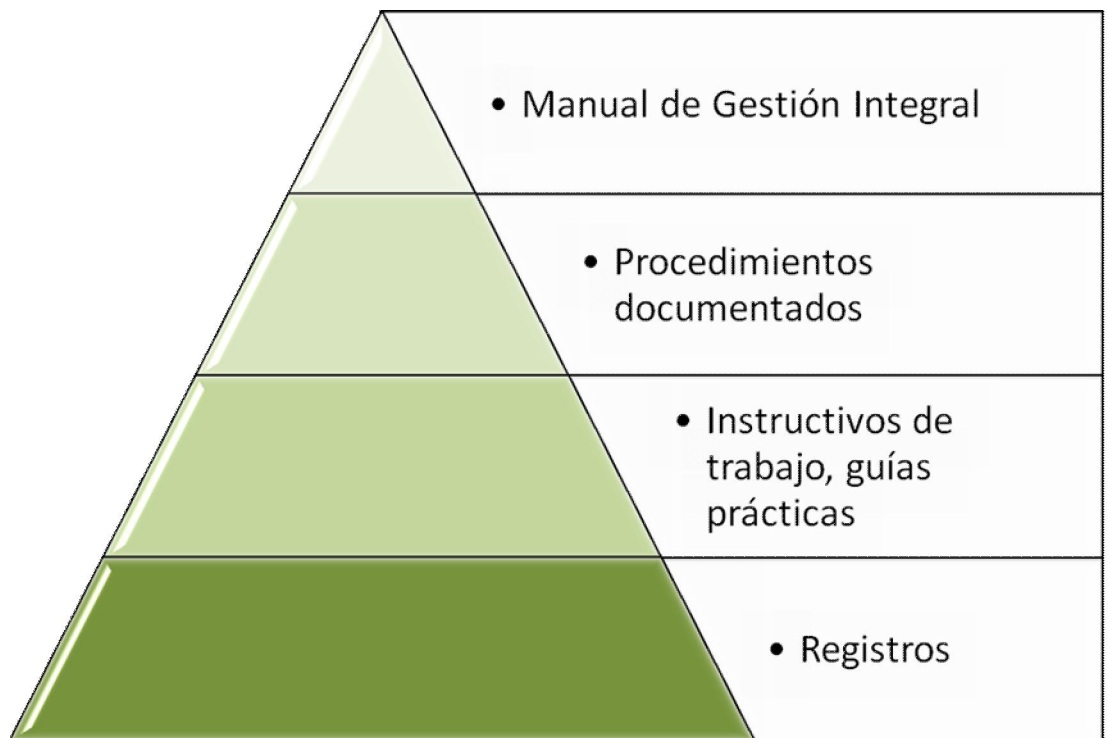 • Manual de Gestión Integral
• Procedimientos
documentados
• Instructivos de
trabajo, guías
prácticas
• Registros